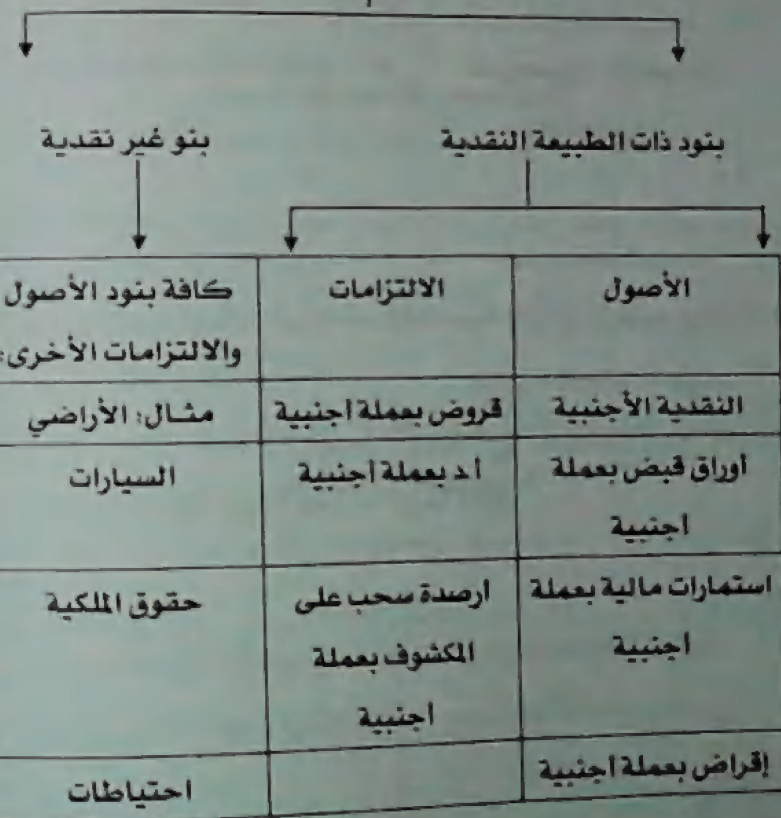 بنود ذات الطبيعة النقدية
بنو غير نقدية
الأصول
الالتزامات
كافة بنود الأصول
والالتزامات الأخرى،
النقدية الأجنبية
قروض بعملة اجنبية
مثال: الأراضي
اوراق قبض بعملة
اجنبية
أ د بعملة اجنبية
السيارات
استمارات مالية بعملة
اجنبية
ارصدة سحب على
المكشوف بعملة
اجنبية
حقوق الملكية
إقراض بعملة اجنبية
احتياطات